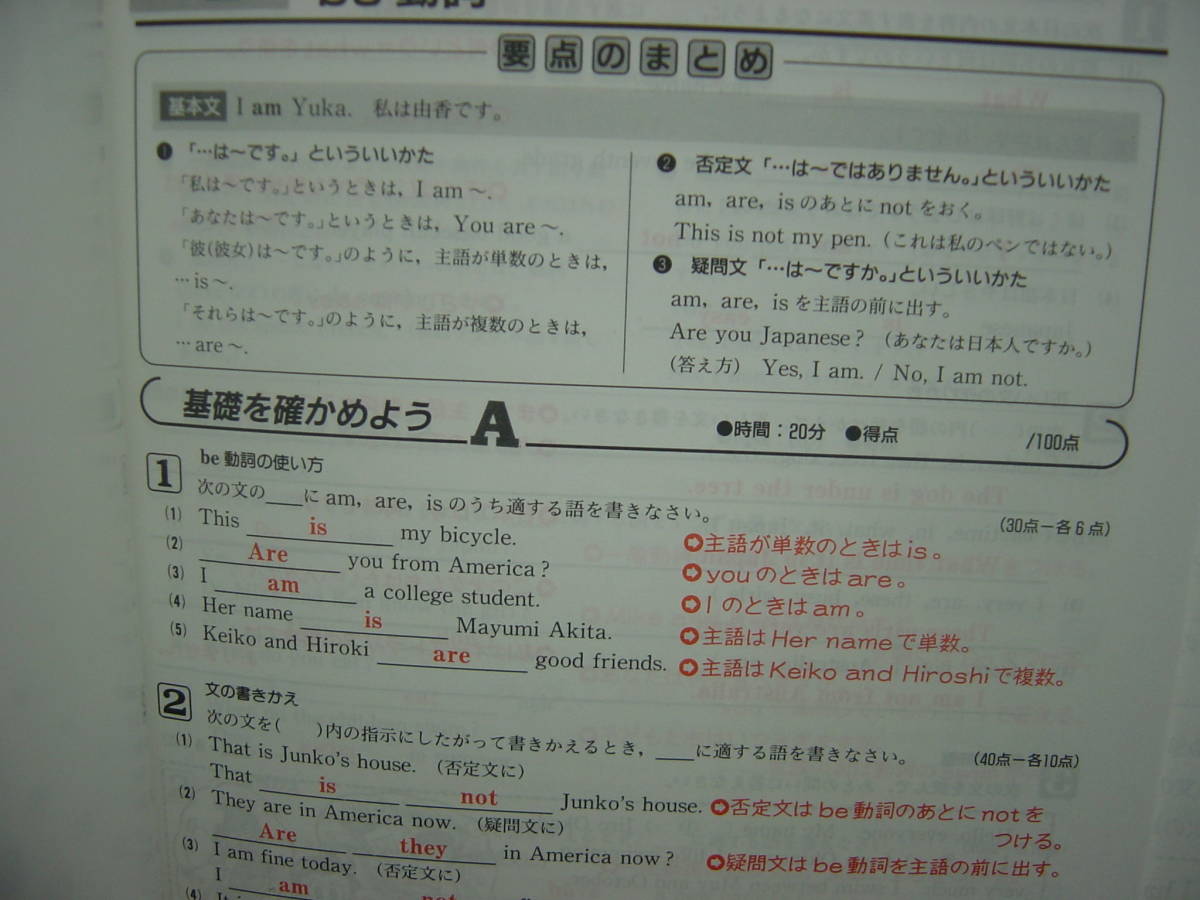 be動詞
要点のまとめ
基本文 I am Yuka. 私は由香です。
❶ 「…は～です。」といういいかた
「私は～です。」というときは，I am ～.
「あなたは～です。」というときは，You are ～.
「彼(彼女)は～です。」のように，主語が単数のときは，
… is ～.
「それらは～です。」のように，主語が複数のときは，
… are ～.
❷ 否定文「…は～ではありません。」といういいかた
am，are，isのあとにnotをおく。
This is not my pen. (これは私のペンではない。)
❸ 疑問文「…は～ですか。」といういいかた
am，are，isを主語の前に出す。
Are you Japanese? (あなたは日本人ですか。)
(答え方) Yes, I am. / No, I am not.
基礎を確かめよう A ●時間：20分 ●得点 /100点
1 be動詞の使い方
次の文の___にam，are，isのうち適する語を書きなさい。 (30点－各6点)
(1) This is my bicycle. 主語が単数のときはis。
(2) Are you from America? youのときはare。
(3) I am a college student. Iのときはam。
(4) Her name is Mayumi Akita. 主語はHer nameで単数。
(5) Keiko and Hiroki are good friends. 主語はKeiko and Hiroshiで複数。
2 文の書きかえ
次の文を( )内の指示にしたがって書きかえるとき，___に適する語を書きなさい。 (40点－各10点)
(1) That is Junko's house. (否定文に)
That is not Junko's house. 否定文はbe動詞のあとにnotを
つける。
(2) They are in America now. (疑問文に)
Are they in America now? 疑問文はbe動詞を主語の前に出す。
(3) I am fine today. (否定文に)
I am not
(4)